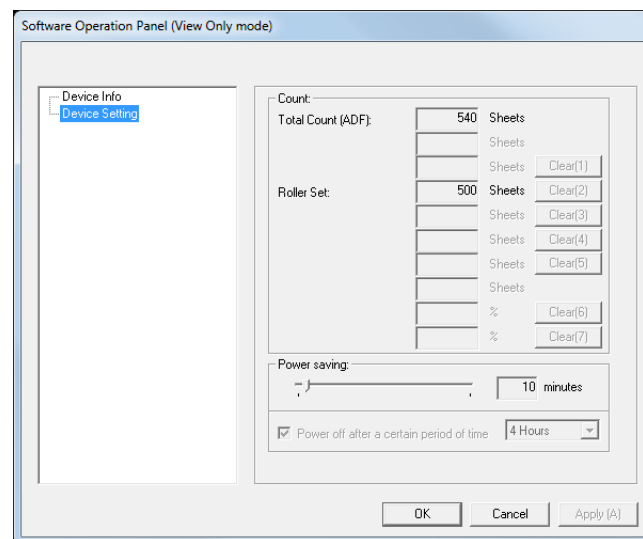 Software Operation Panel (View Only mode)
Device Info
Device Setting
Count:
Total Count (ADF): 540 Sheets
Sheets
Sheets Clear(1)
Roller Set: 500 Sheets Clear(2)
Sheets Clear(3)
Sheets Clear(4)
Sheets Clear(5)
Sheets
% Clear(6)
% Clear(7)
Power saving:
10 minutes
Power off after a certain period of time 4 Hours
OK Cancel Apply (A)